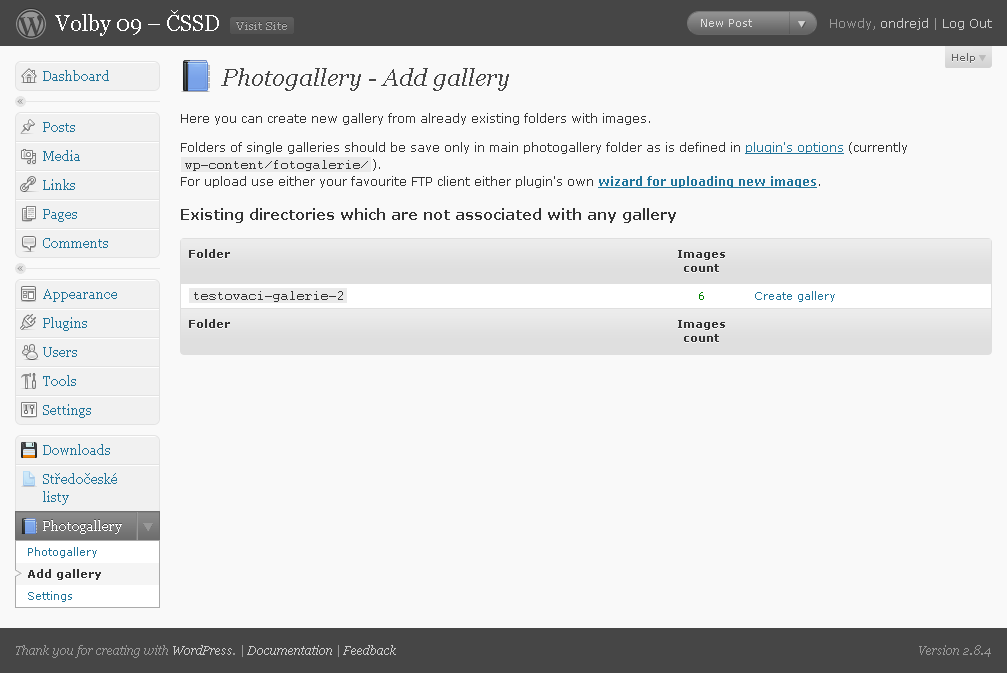 Volby 09 – ČSSD Visit Site
New Post
Howdy, ondrejd | Log Out
Help
Dashboard
Posts
Media
Links
Pages
Comments
Appearance
Plugins
Users
Tools
Settings
Downloads
Středočeské
listy
Photogallery
Photogallery
Add gallery
Settings
Photogallery - Add gallery
Here you can create new gallery from already existing folders with images.
Folders of single galleries should be save only in main photogallery folder as is defined in plugin's options (currently
wp-content/fotogalerie/ ).
For upload use either your favourite FTP client either plugin's own wizard for uploading new images.
Existing directories which are not associated with any gallery
Folder Images
count
testovaci-galerie-2 6 Create gallery
Folder Images
count
Thank you for creating with WordPress. | Documentation | Feedback
Version 2.8.4